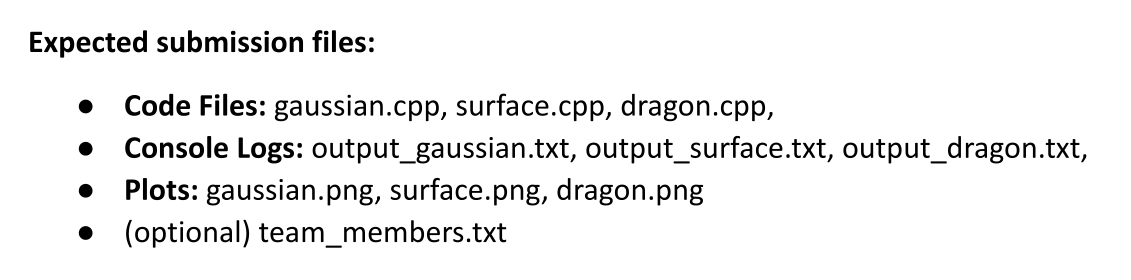 Expected submission files:
● Code Files: gaussian.cpp, surface.cpp, dragon.cpp,
● Console Logs: output_gaussian.txt, output_surface.txt, output_dragon.txt,
● Plots: gaussian.png, surface.png, dragon.png
● (optional) team_members.txt